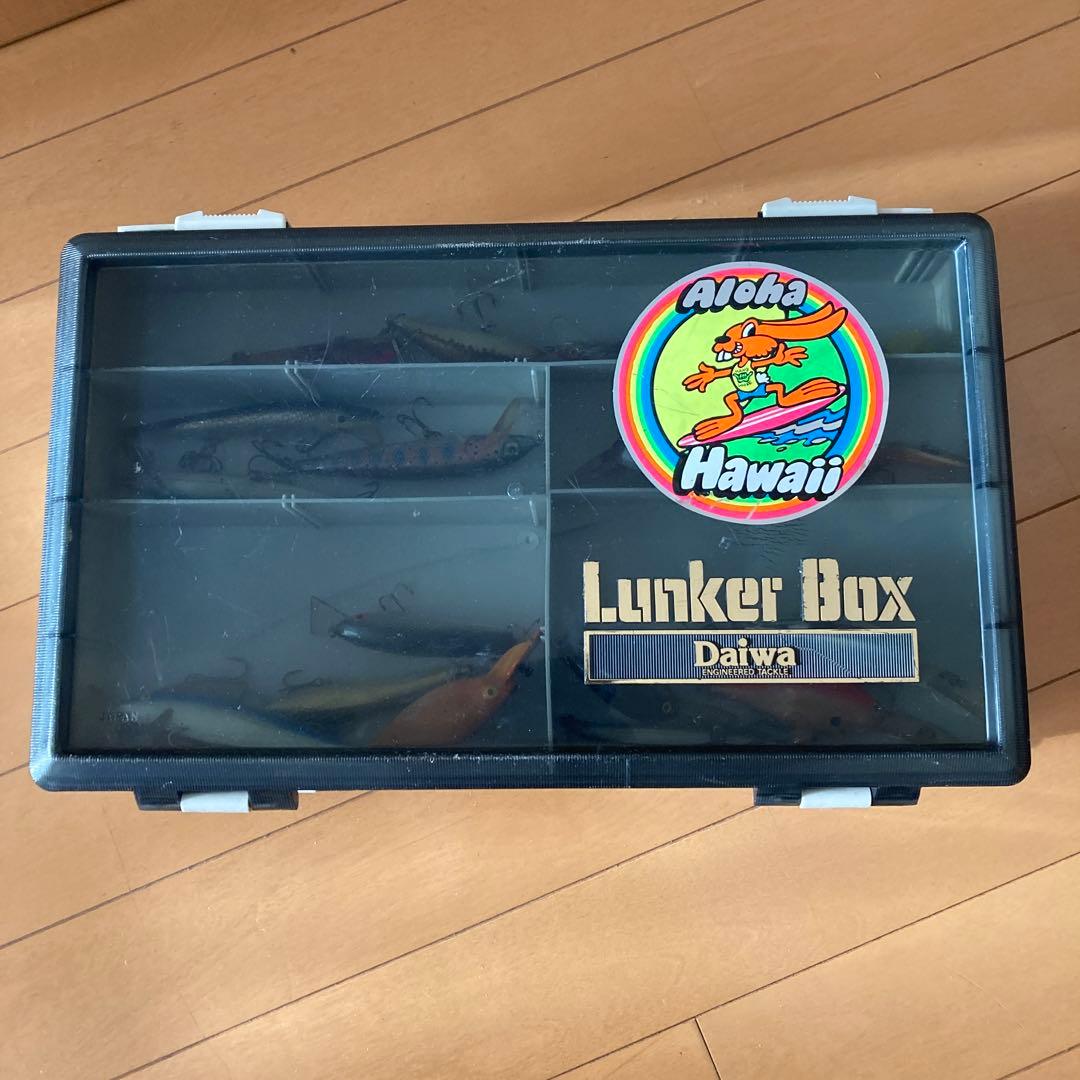 Aloha
Hawaii
Lunker Box
Daiwa
ENGINEERED TACKLE
JAPAN